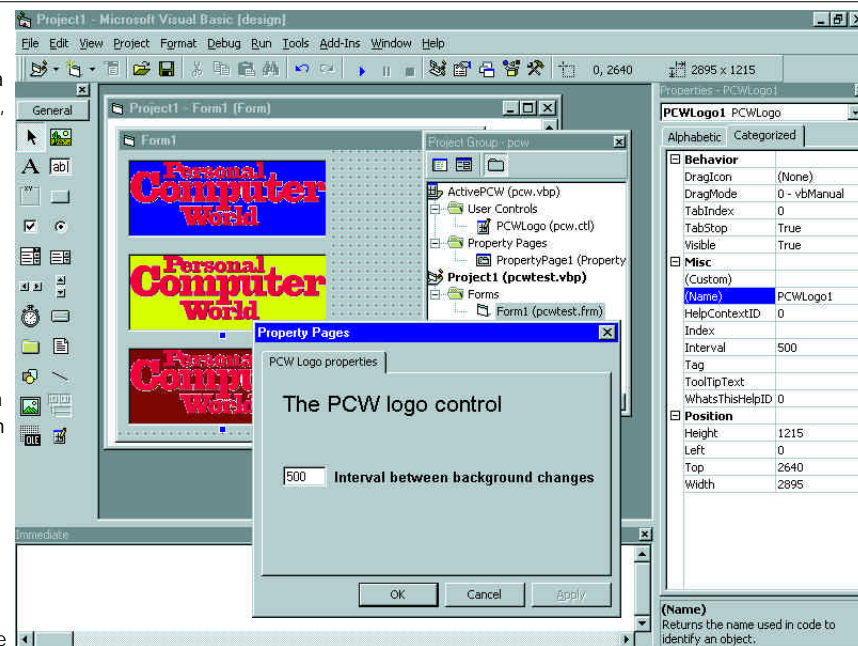 Project1 - Microsoft Visual Basic [design]
File Edit View Project Format Debug Run Tools Add-Ins Window Help
0, 2640 2895 x 1215
General
A ab|
OLE
Project1 - Form1 (Form)
Form1
Personal
Computer
World
Personal
Computer
World
Personal
Computer
World
Project Group - pcw
ActivePCW (pcw.vbp)
User Controls
PCWLogo (pcw.ctl)
Property Pages
PropertyPage1 (Property
Project1 (pcwtest.vbp)
Forms
Form1 (pcwtest.frm)
Property Pages
PCW Logo properties
The PCW logo control
500 Interval between background changes
OK Cancel Apply
Immediate
Properties - PCWLogo1
PCWLogo1 PCWLogo
Alphabetic Categorized
Behavior
DragIcon (None)
DragMode 0 - vbManual
TabIndex 0
TabStop True
Visible True
Misc
(Custom)
(Name) PCWLogo1
HelpContextID 0
Index
Interval 500
Tag
ToolTipText
WhatsThisHelpID 0
Position
Height 1215
Left 0
Top 2640
Width 2895
(Name)
Returns the name used in code to
identify an object.